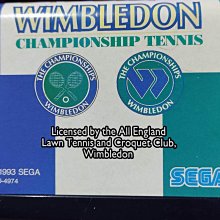 WIMBLEDON
CHAMPIONSHIP TENNIS
THE CHAMPIONSHIPS
WIMBLEDON
THE CHAMPIONSHIPS
WIMBLEDON
Licensed by the All England
Lawn Tennis and Croquet Club,
Wimbledon
1993 SEGA
-4974
SEGA